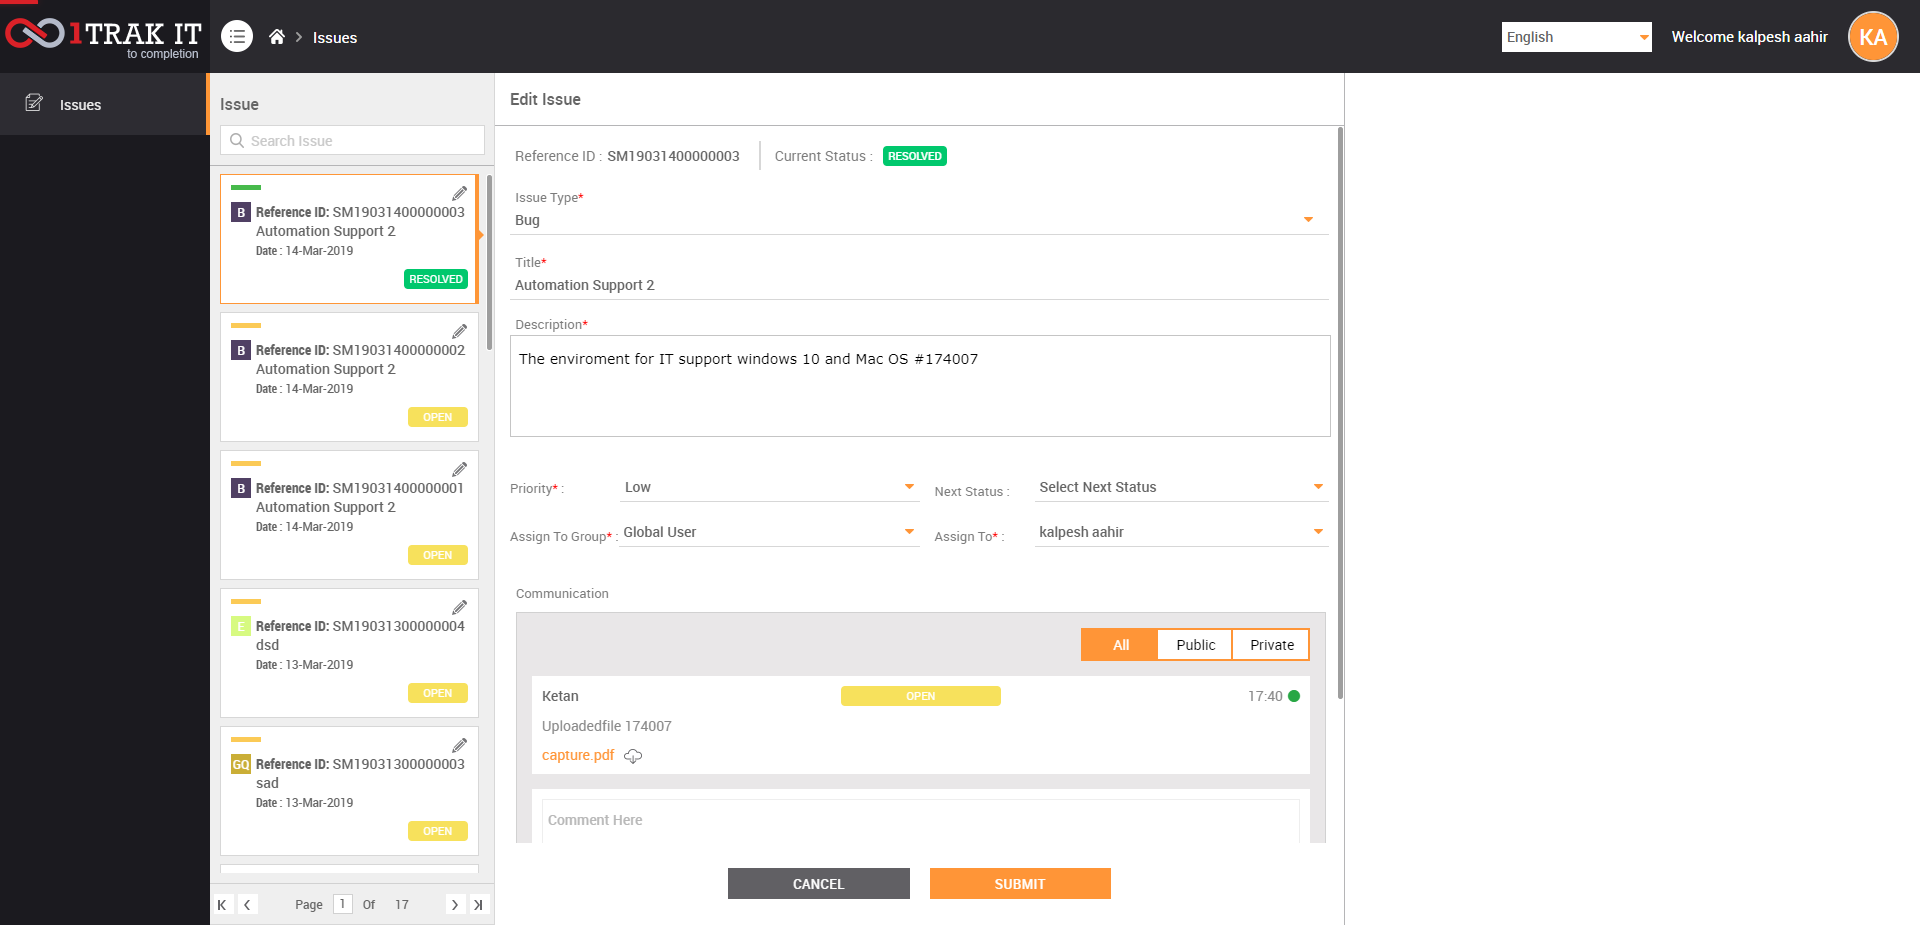 1TRAK IT
to completion
Issues
English
Welcome kalpesh aahir
KA
Issues
Issue
Search Issue
B
Reference ID: SM19031400000003
Automation Support 2
Date : 14-Mar-2019
RESOLVED
B
Reference ID: SM19031400000002
Automation Support 2
Date : 14-Mar-2019
OPEN
B
Reference ID: SM19031400000001
Automation Support 2
Date : 14-Mar-2019
OPEN
E
Reference ID: SM19031300000004
dsd
Date : 13-Mar-2019
OPEN
GQ
Reference ID: SM19031300000003
sad
Date : 13-Mar-2019
OPEN
Page 1 Of 17
Edit Issue
Reference ID : SM19031400000003
Current Status : RESOLVED
Issue Type*
Bug
Title*
Automation Support 2
Description*
The enviroment for IT support windows 10 and Mac OS #174007
Priority* : Low
Next Status : Select Next Status
Assign To Group* : Global User
Assign To* : kalpesh aahir
Communication
All Public Private
Ketan OPEN 17:40
Uploadedfile 174007
capture.pdf
Comment Here
CANCEL SUBMIT